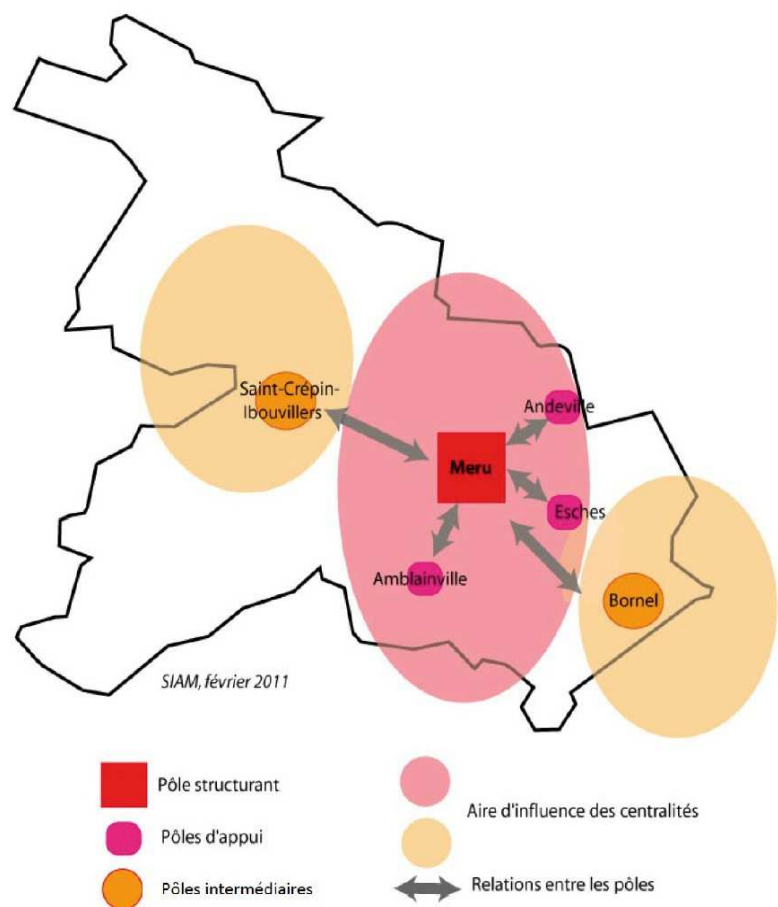 Saint-Crépin-
Ibouvillers
Andeville
Meru
Esches
Amblainville
Bornel
SIAM, février 2011
Pôle structurant
Aire d'influence des centralités
Pôles d'appui
Pôles intermédiaires
Relations entre les pôles